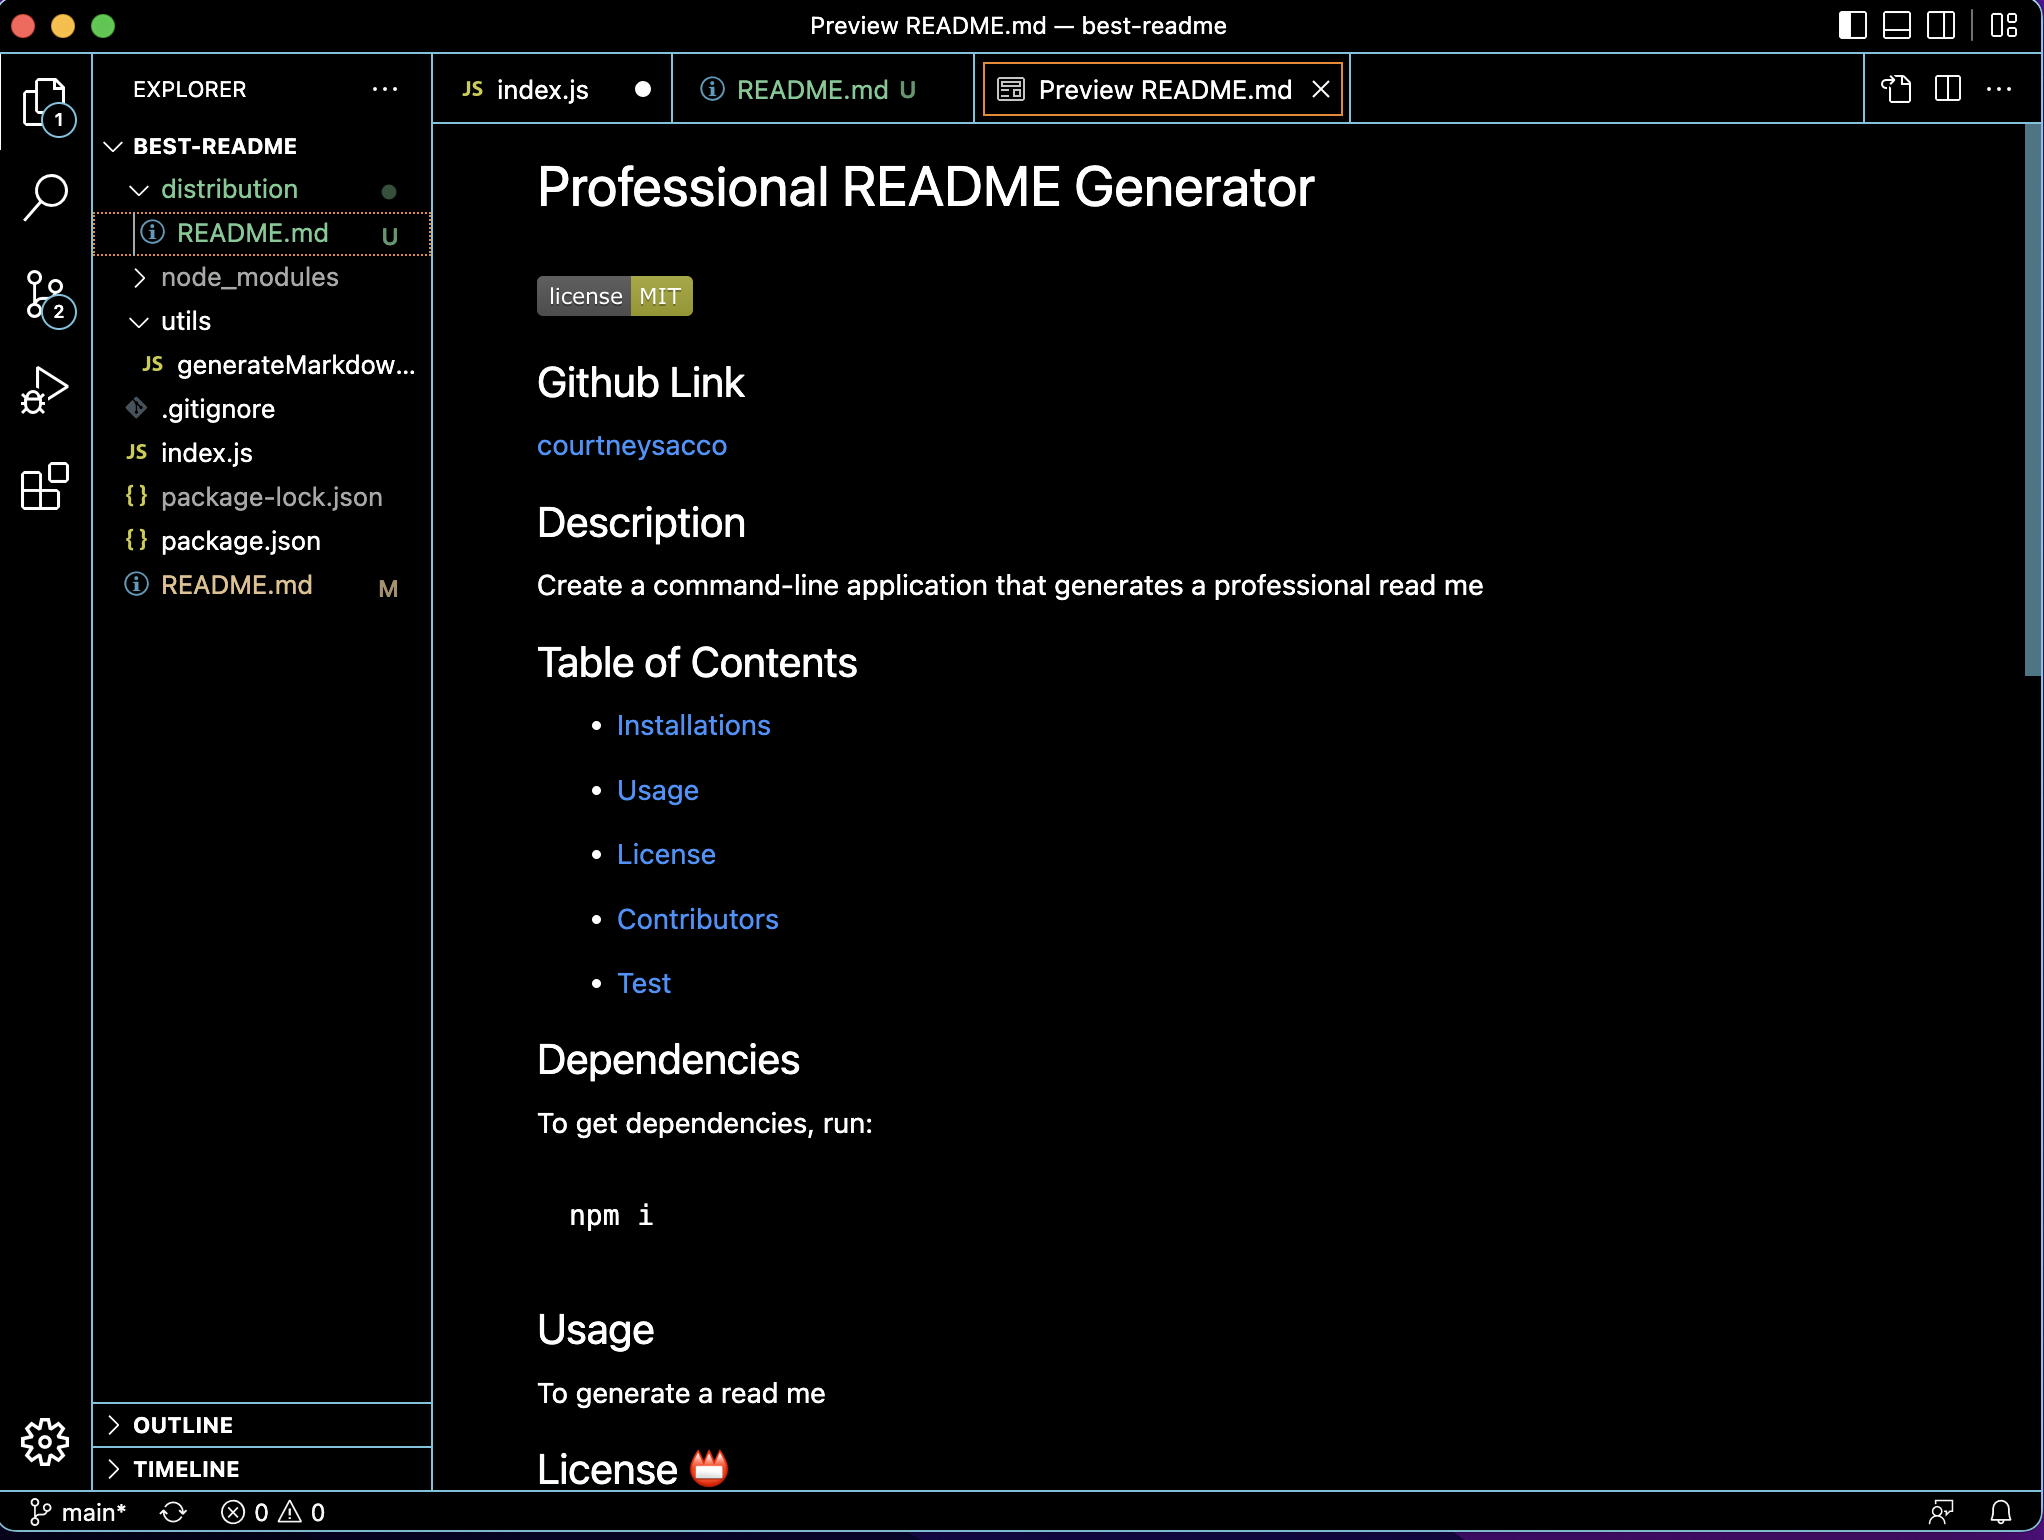 Preview README.md — best-readme
EXPLORER
1
BEST-README
distribution
README.md U
node_modules
2
utils
JS generateMarkdow...
.gitignore
JS index.js
{} package-lock.json
{} package.json
README.md M
OUTLINE
TIMELINE
JS index.js
README.md U
Preview README.md
Professional README Generator
license MIT
Github Link
courtneysacco
Description
Create a command-line application that generates a professional read me
Table of Contents
• Installations
• Usage
• License
• Contributors
• Test
Dependencies
To get dependencies, run:
npm i
Usage
To generate a read me
License 📛
main* 0 0